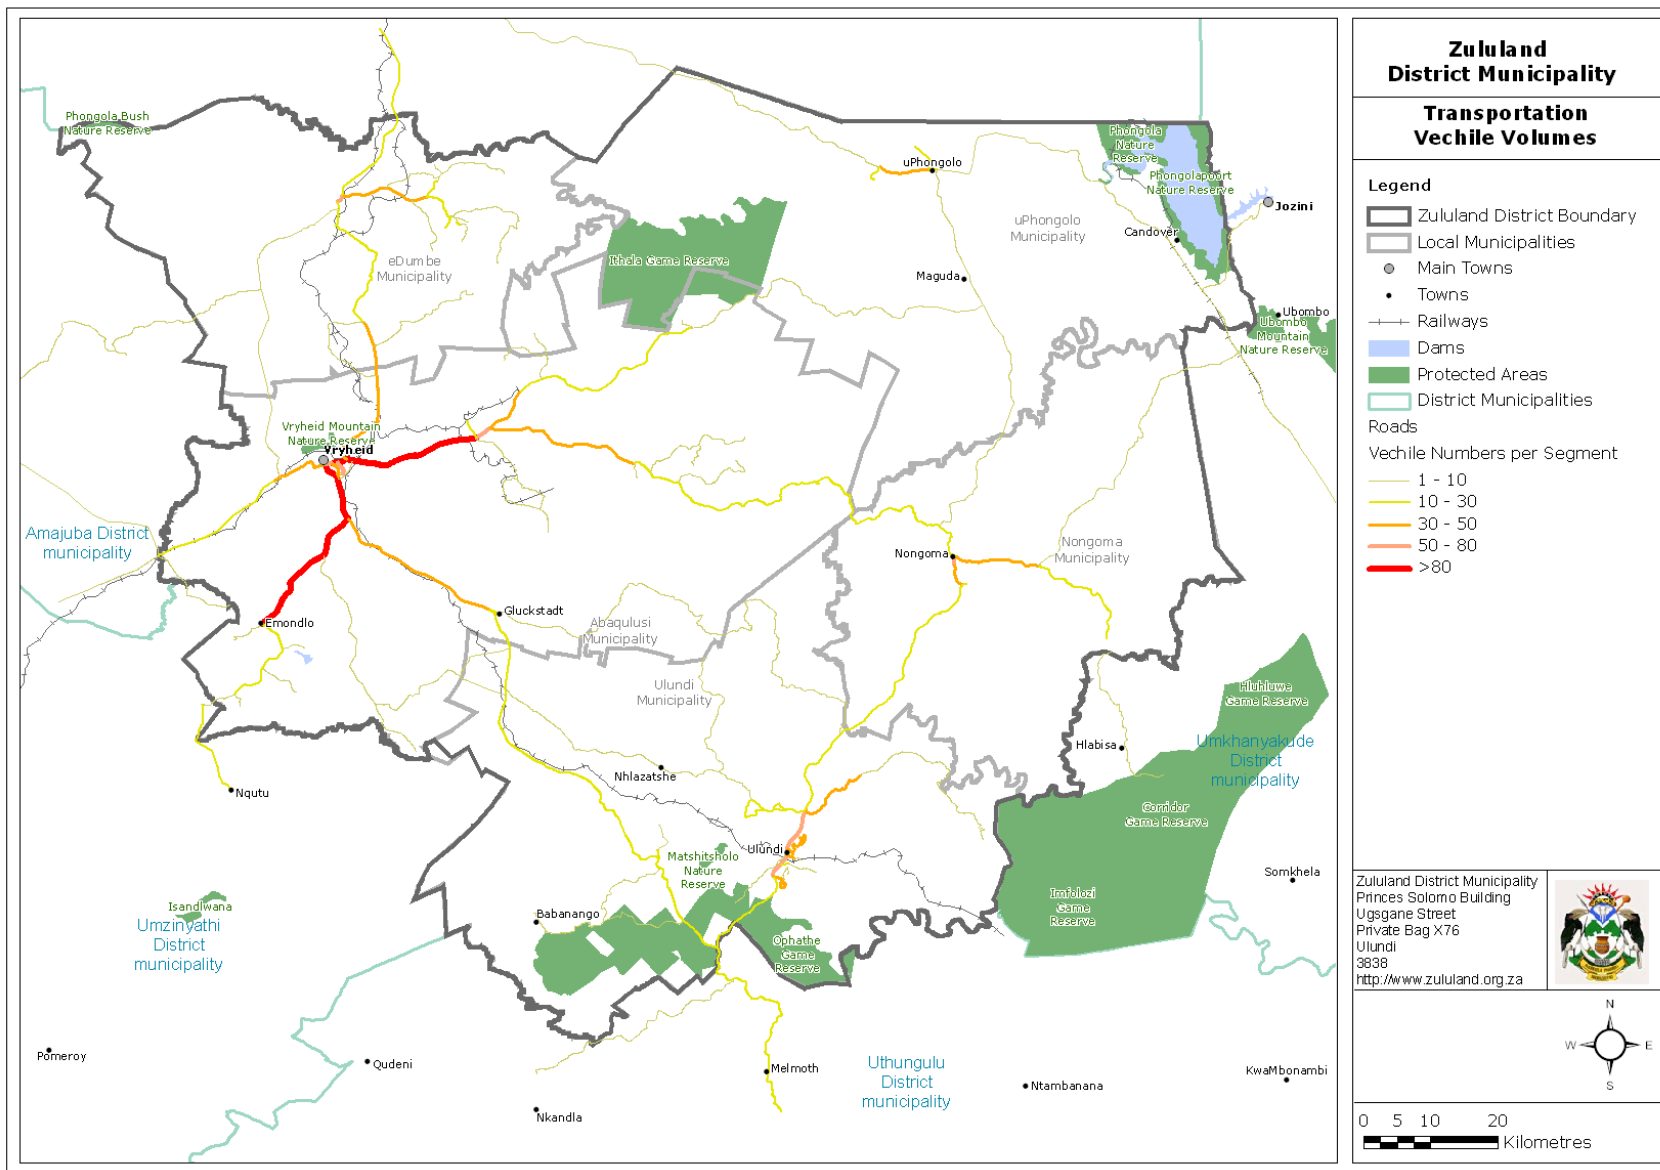 Zululand
District Municipality
Transportation
Vechile Volumes
Legend
Zululand District Boundary
Local Municipalities
Main Towns
Towns
Railways
Dams
Protected Areas
District Municipalities
Roads
Vechile Numbers per Segment
1 - 10
10 - 30
30 - 50
50 - 80
>80
Zululand District Municipality
Princes Solomo Building
Ugsgane Street
Private Bag X76
Ulundi
3838
http://www.zululand.org.za
N
W
E
S
0 5 10 20
Kilometres
Phongola Bush
Nature Reserve
uPhongolo
Phongola
Nature
Reserve
Phongolapoort
Nature Reserve
Jozini
uPhongolo
Municipality
Candover
eDumbe
Municipality
Ithala Game Reserve
Maguda
Ubombo
Ubombo
Mountain
Nature Reserve
Vryheid Mountain
Nature Reserve
Vryheid
Amajuba District
municipality
Nongoma
Nongoma
Municipality
Gluckstadt
Emondlo
Abaqulusi
Municipality
Ulundi
Municipality
Hluhluwe
Game Reserve
Hlabisa
Umkhanyakude
District
municipality
Nhlazatshe
Nqutu
Corridor
Game Reserve
Ulundi
Matshitsholo
Nature
Reserve
Somkhela
Isandlwana
Imfolozi
Game
Reserve
Babanango
Umzinyathi
District
municipality
Ophathe
Game
Reserve
Pomeroy
Qudeni
Melmoth
Uthungulu
District
municipality
Ntambanana
KwaMbonambi
Nkandla